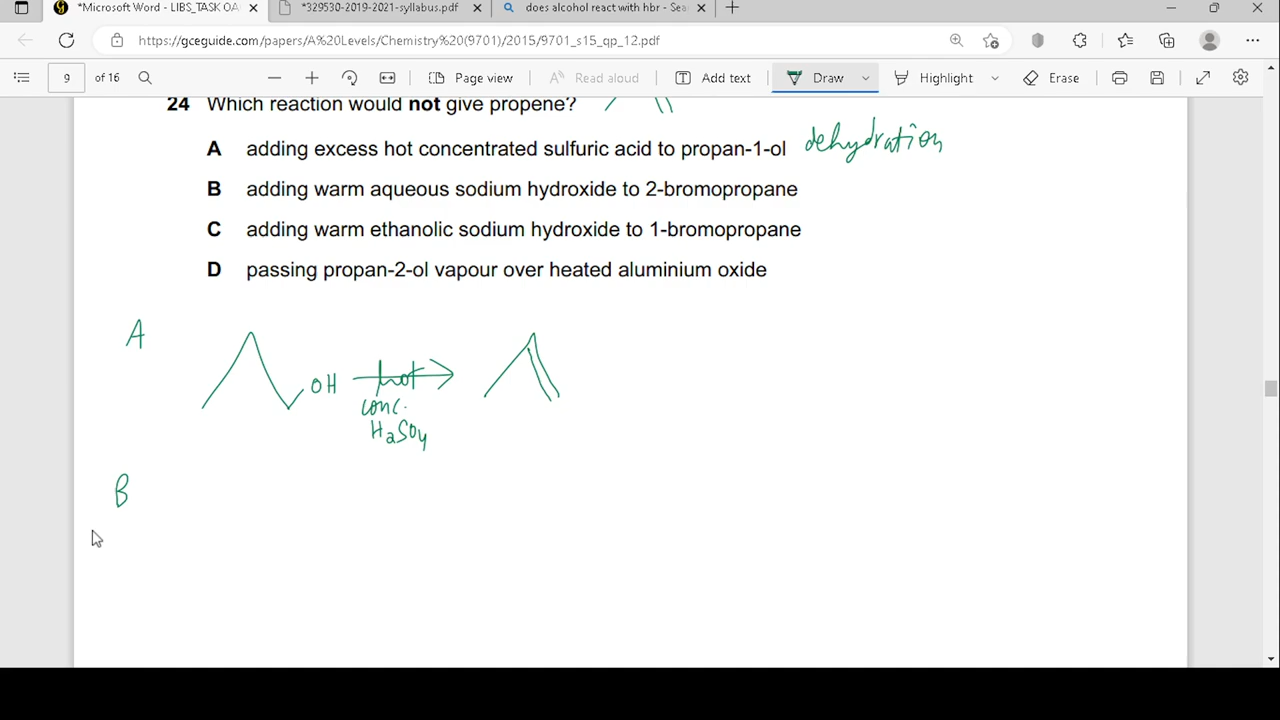 *Microsoft Word - LIBS_TASK OA
*329530-2019-2021-syllabus.pdf
does alcohol react with hbr - Sea
https://gceguide.com/papers/A%20Levels/Chemistry%20(9701)/2015/9701_s15_qp_12.pdf
9 of 16
Page view
Read aloud
Add text
Draw
Highlight
Erase
24 Which reaction would not give propene?
A adding excess hot concentrated sulfuric acid to propan-1-ol dehydration
B adding warm aqueous sodium hydroxide to 2-bromopropane
C adding warm ethanolic sodium hydroxide to 1-bromopropane
D passing propan-2-ol vapour over heated aluminium oxide
A
OH
hot
conc.
H2SO4
B